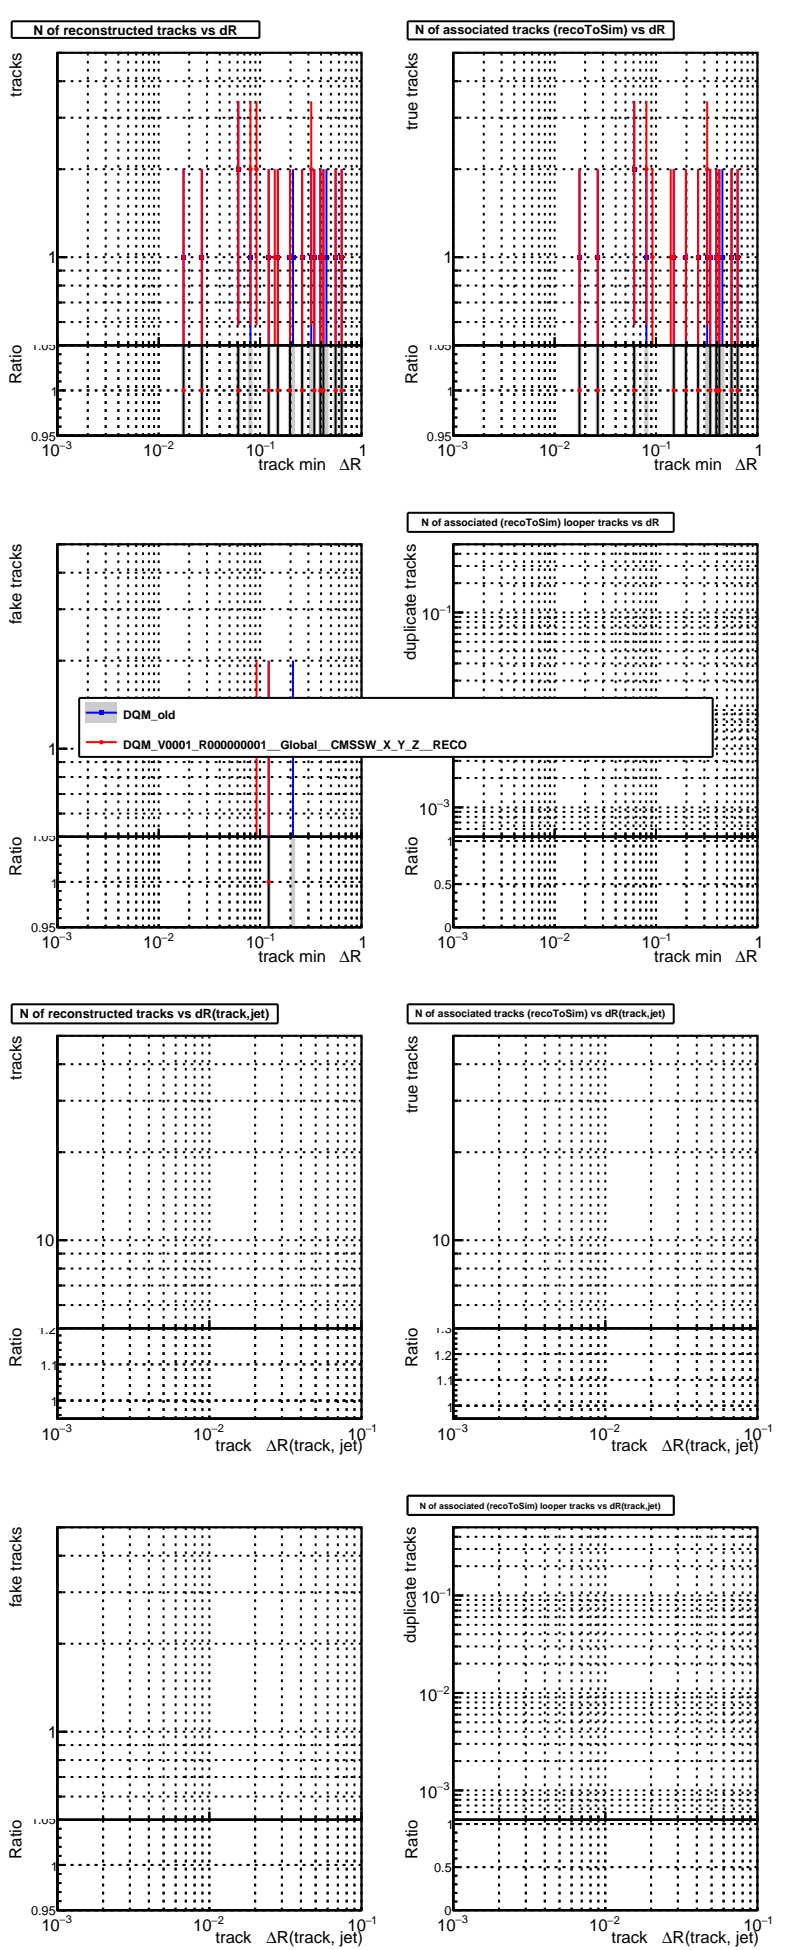 N of reconstructed tracks vs dR
tracks
1
1.05
Ratio
1
0.95
10−3
10−2
10−1
1
track min ΔR
N of associated tracks (recoToSim) vs dR
true tracks
1
1.05
Ratio
1
0.95
10−3
10−2
10−1
1
track min ΔR
fake tracks
1
1.05
Ratio
1
0.95
10−3
10−2
10−1
1
track min ΔR
N of associated (recoToSim) looper tracks vs dR
duplicate tracks
10−1
10−3
Ratio
1
0.5
0
10−3
10−2
10−1
1
track min ΔR
DQM_old
DQM_V0001_R000000001__Global__CMSSW_X_Y_Z__RECO
N of reconstructed tracks vs dR(track,jet)
tracks
10
1.2
Ratio
1.1
1
10−3
10−2
10−1
track ΔR(track, jet)
N of associated tracks (recoToSim) vs dR(track,jet)
true tracks
10
1.3
Ratio
1.2
1.1
1
10−3
10−2
10−1
track ΔR(track, jet)
fake tracks
1
1.05
Ratio
1
0.95
10−3
10−2
10−1
track ΔR(track, jet)
N of associated (recoToSim) looper tracks vs dR(track,jet)
duplicate tracks
10−1
10−2
10−3
Ratio
1
0.5
0
10−3
10−2
10−1
track ΔR(track, jet)